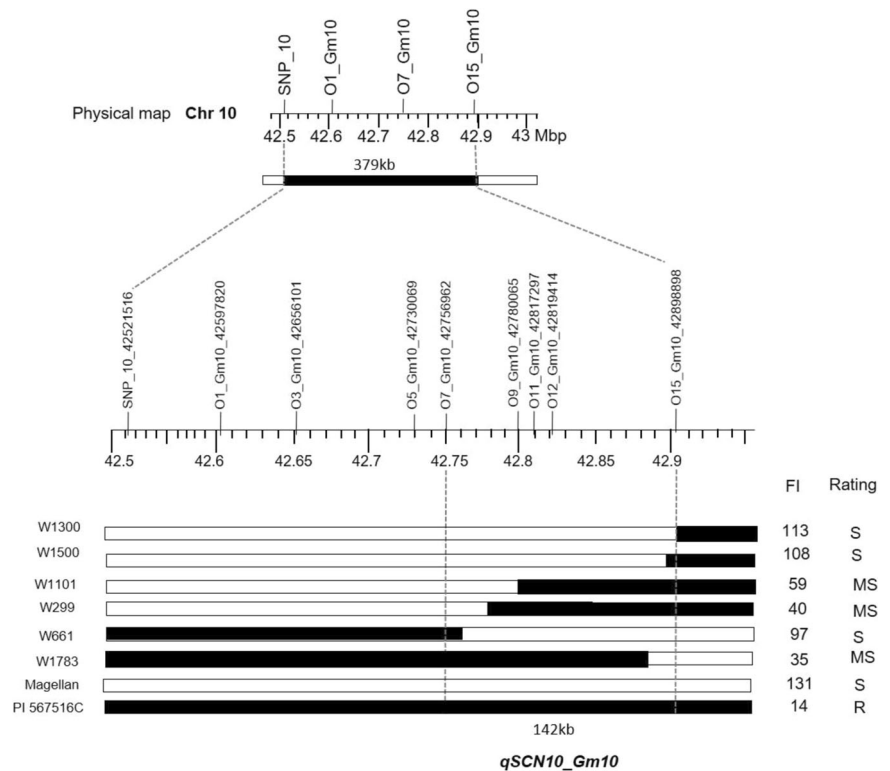 SNP_10
O1_Gm10
O7_Gm10
O15_Gm10
Physical map Chr 10
42.5 42.6 42.7 42.8 42.9 43 Mbp
379kb
SNP_10_42521516
O1_Gm10_42597820
O3_Gm10_42656101
O5_Gm10_42730069
O7_Gm10_42756962
O9_Gm10_42780065
O11_Gm10_42817297
O12_Gm10_42819414
O15_Gm10_42898898
42.5 42.6 42.65 42.7 42.75 42.8 42.85 42.9
FI Rating
W1300 113 S
W1500 108 S
W1101 59 MS
W299 40 MS
W661 97 S
W1783 35 MS
Magellan 131 S
PI 567516C 14 R
142kb
qSCN10_Gm10